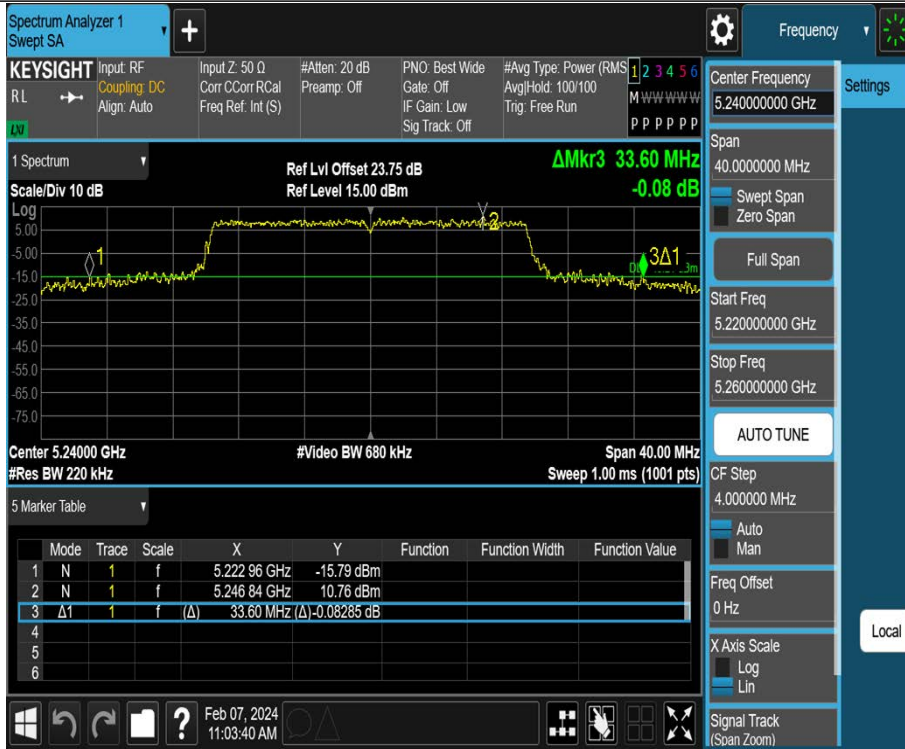 Spectrum Analyzer 1
Swept SA
Frequency
KEYSIGHT
R L
LXI
Input: RF
Coupling: DC
Align: Auto
Input Z: 50 Ω
Corr CCorr RCal
Freq Ref: Int (S)
#Atten: 20 dB
Preamp: Off
PNO: Best Wide
Gate: Off
IF Gain: Low
Sig Track: Off
#Avg Type: Power (RMS
Avg|Hold: 100/100
Trig: Free Run
1 2 3 4 5 6
M W W W W W
P P P P P P
1 Spectrum
Scale/Div 10 dB
Ref Lvl Offset 23.75 dB
Ref Level 15.00 dBm
ΔMkr3 33.60 MHz
-0.08 dB
Log
5.00
-5.00
-15.0
-25.0
-35.0
-45.0
-55.0
-65.0
-75.0
1
2
3Δ1
Center 5.24000 GHz
#Res BW 220 kHz
#Video BW 680 kHz
Span 40.00 MHz
Sweep 1.00 ms (1001 pts)
5 Marker Table
Mode Trace Scale X Y Function Function Width Function Value
1 N 1 f 5.222 96 GHz -15.79 dBm
2 N 1 f 5.246 84 GHz 10.76 dBm
3 Δ1 1 f (Δ) 33.60 MHz (Δ) -0.08285 dB
4
5
6
Feb 07, 2024
11:03:40 AM
Center Frequency
5.240000000 GHz
Span
40.0000000 MHz
Swept Span
Zero Span
Full Span
Start Freq
5.220000000 GHz
Stop Freq
5.260000000 GHz
AUTO TUNE
CF Step
4.000000 MHz
Auto
Man
Freq Offset
0 Hz
X Axis Scale
Log
Lin
Signal Track
(Span Zoom)
Settings
Local